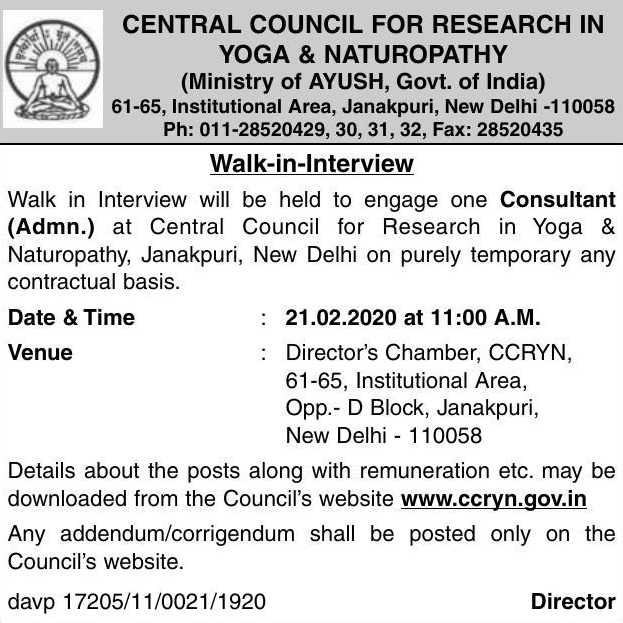 CENTRAL COUNCIL FOR RESEARCH IN
YOGA & NATUROPATHY
(Ministry of AYUSH, Govt. of India)
61-65, Institutional Area, Janakpuri, New Delhi -110058
Ph: 011-28520429, 30, 31, 32, Fax: 28520435
Walk-in-Interview
Walk in Interview will be held to engage one Consultant
(Admn.) at Central Council for Research in Yoga &
Naturopathy, Janakpuri, New Delhi on purely temporary any
contractual basis.
Date & Time : 21.02.2020 at 11:00 A.M.
Venue : Director's Chamber, CCRYN,
61-65, Institutional Area,
Opp.- D Block, Janakpuri,
New Delhi - 110058
Details about the posts along with remuneration etc. may be
downloaded from the Council's website www.ccryn.gov.in
Any addendum/corrigendum shall be posted only on the
Council's website.
davp 17205/11/0021/1920 Director